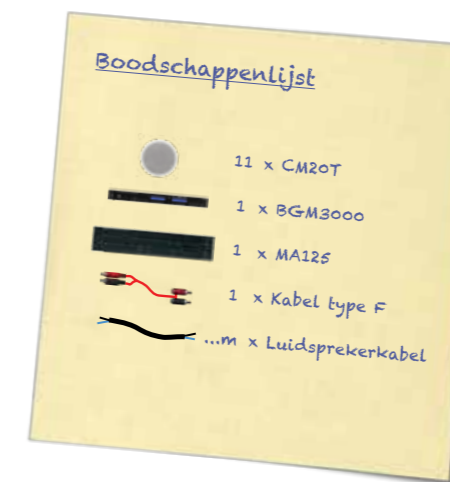 Boodschappenlijst
11 x CM20T
1 x BGM3000
1 x MA125
1 x Kabel type F
...m x Luidsprekerkabel